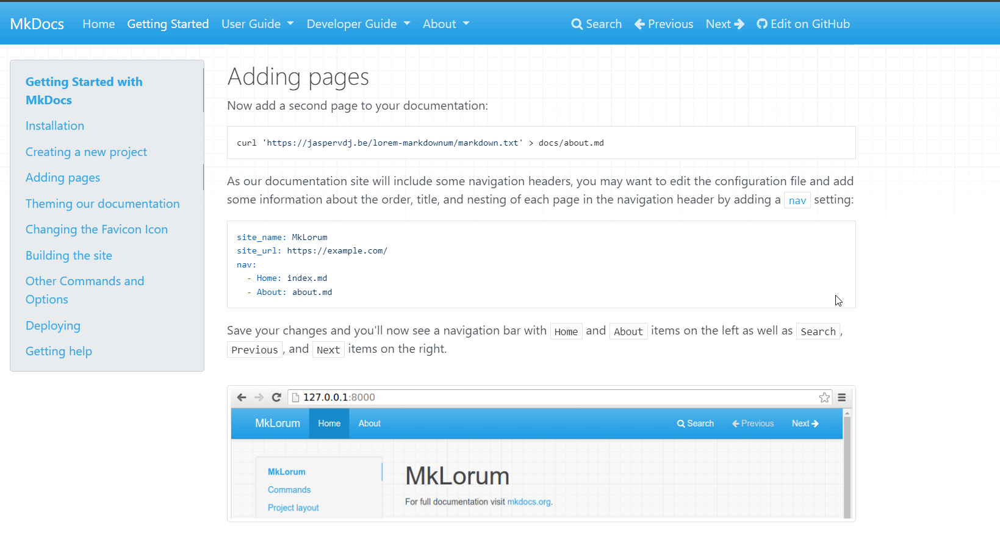 MkDocs Home Getting Started User Guide Developer Guide About Search Previous Next Edit on GitHub
Getting Started with
MkDocs
Installation
Creating a new project
Adding pages
Theming our documentation
Changing the Favicon Icon
Building the site
Other Commands and
Options
Deploying
Getting help
Adding pages
Now add a second page to your documentation:
curl 'https://jaspervdj.be/lorem-markdownum/markdown.txt' > docs/about.md
As our documentation site will include some navigation headers, you may want to edit the configuration file and add
some information about the order, title, and nesting of each page in the navigation header by adding a nav setting:
site_name: MkLorum
site_url: https://example.com/
nav:
  - Home: index.md
  - About: about.md
Save your changes and you'll now see a navigation bar with Home and About items on the left as well as Search,
Previous, and Next items on the right.
127.0.0.1:8000
MkLorum Home About Search Previous Next
MkLorum
Commands
Project layout
MkLorum
For full documentation visit mkdocs.org.